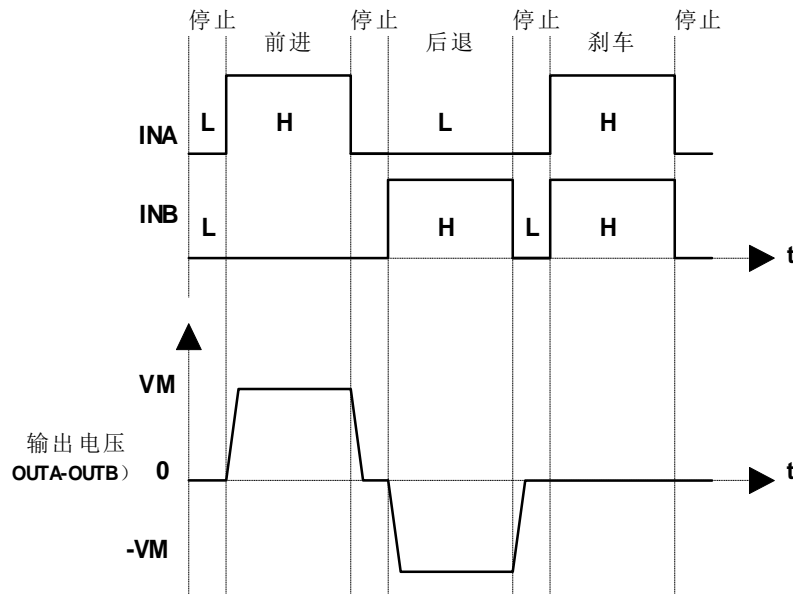 停止 停止 停止 停止
前进 后退 刹车
INA L H L H
INB L H L H
t
VM
输出电压
OUTA-OUTB） 0 t
-VM